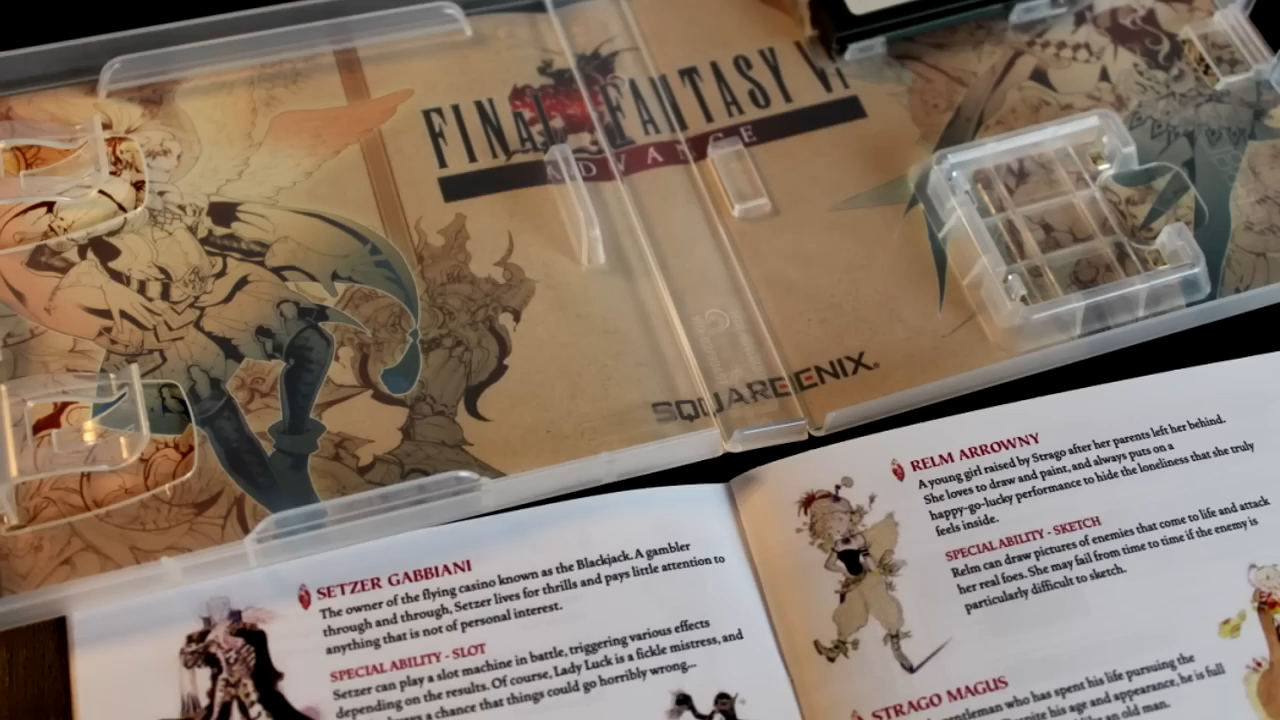 FINAL FANTASY VI
ADVANCE
SQUARE ENIX.
SETZER GABBIANI
The owner of the flying casino known as the Blackjack. A gambler
through and through, Setzer lives for thrills and pays little attention to
anything that is not of personal interest.
SPECIAL ABILITY - SLOT
Setzer can play a slot machine in battle, triggering various effects
depending on the results. Of course, Lady Luck is a fickle mistress, and
a chance that things could go horribly wrong...
RELM ARROWNY
A young girl raised by Strago after her parents left her behind.
She loves to draw and paint, and always puts on a
happy-go-lucky performance to hide the loneliness that she truly
feels inside.
SPECIAL ABILITY - SKETCH
Relm can draw pictures of enemies that come to life and attack
her real foes. She may fail from time to time if the enemy is
particularly difficult to sketch.
STRAGO MAGUS
gentleman who has spent his life pursuing the
his age and appearance, he is full
an old man.